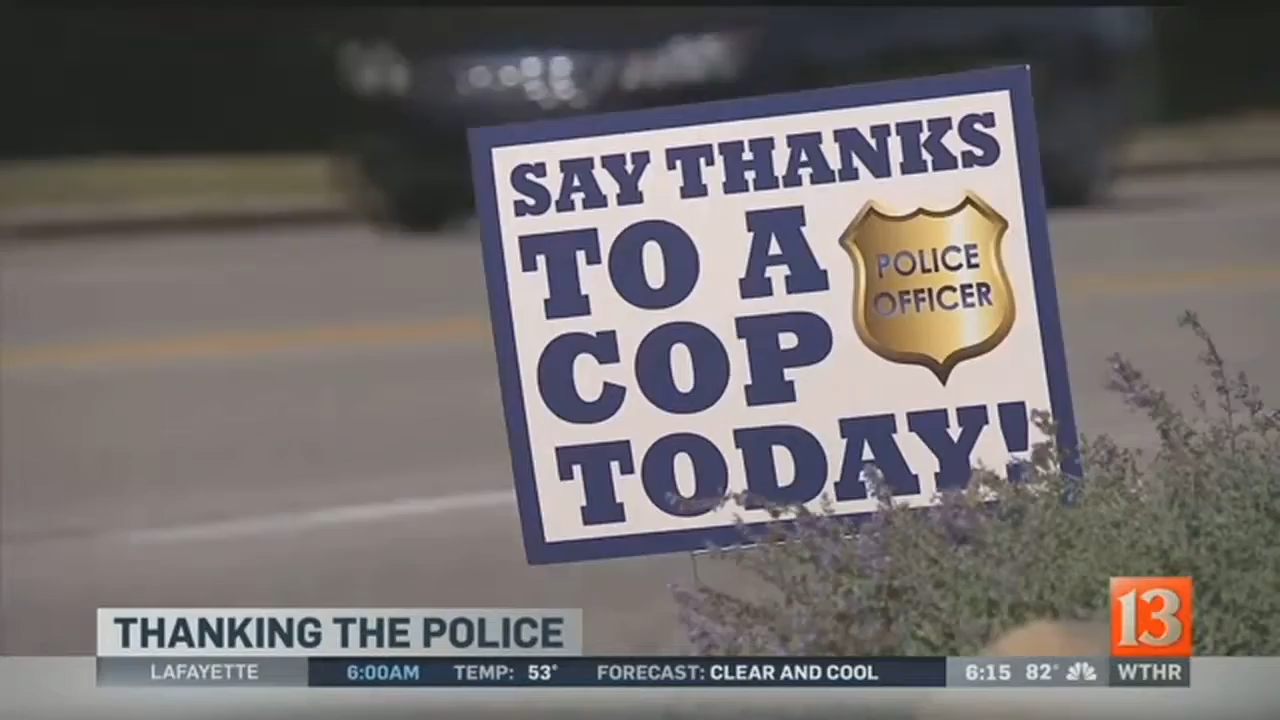 SAY THANKS
TO A
COP
TODAY!
POLICE
OFFICER
THANKING THE POLICE
13
LAFAYETTE 6:00AM TEMP: 53° FORECAST: CLEAR AND COOL 6:15 82° WTHR